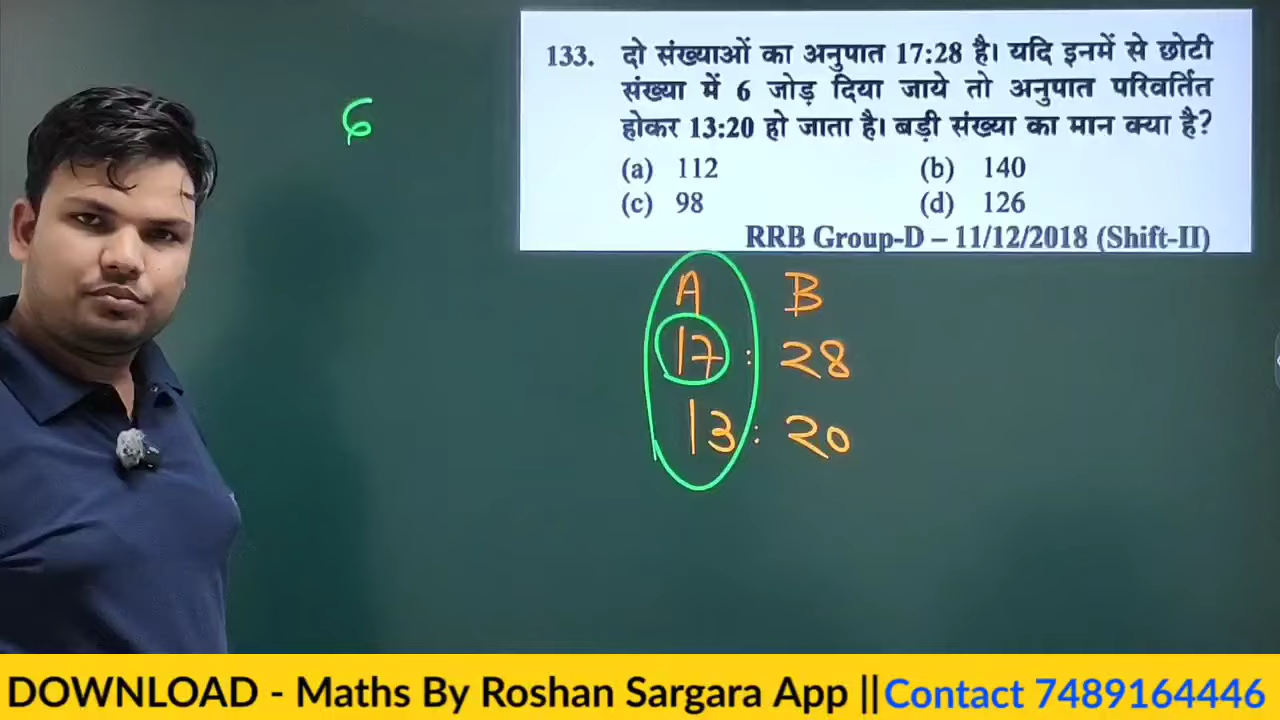 133. दो संख्याओं का अनुपात 17:28 है। यदि इनमें से छोटी
संख्या में 6 जोड़ दिया जाये तो अनुपात परिवर्तित
होकर 13:20 हो जाता है। बड़ी संख्या का मान क्या है?
(a) 112 (b) 140
(c) 98 (d) 126
RRB Group-D – 11/12/2018 (Shift-II)
6
A B
17 : 28
13 : 20
DOWNLOAD - Maths By Roshan Sargara App || Contact 7489164446